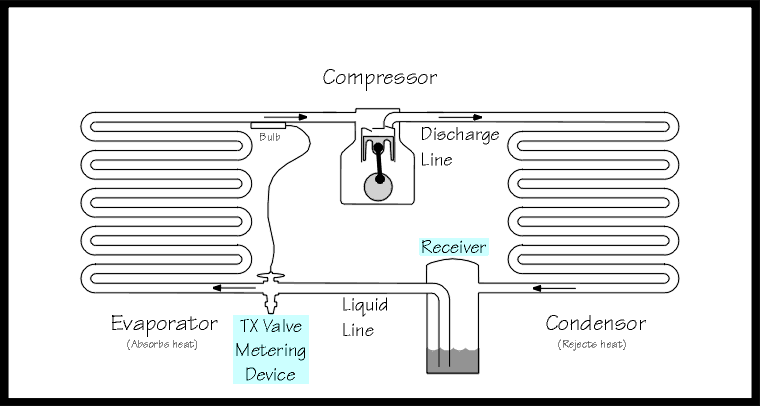 Compressor
Bulb
Discharge
Line
Receiver
Liquid
Line
Evaporator
(Absorbs heat)
TX Valve
Metering
Device
Condensor
(Rejects heat)